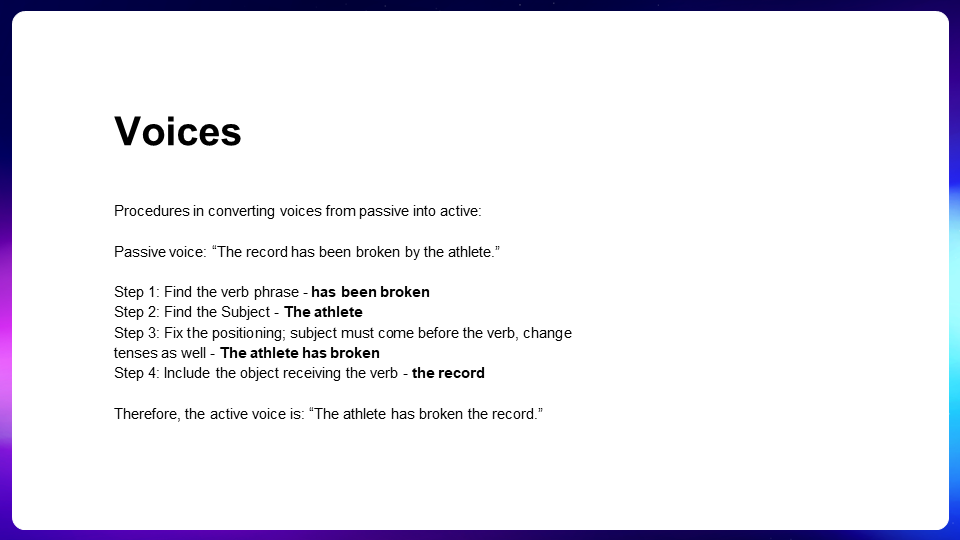 Voices
Procedures in converting voices from passive into active:
Passive voice: “The record has been broken by the athlete.”
Step 1: Find the verb phrase - has been broken
Step 2: Find the Subject - The athlete
Step 3: Fix the positioning; subject must come before the verb, change
tenses as well - The athlete has broken
Step 4: Include the object receiving the verb - the record
Therefore, the active voice is: “The athlete has broken the record.”